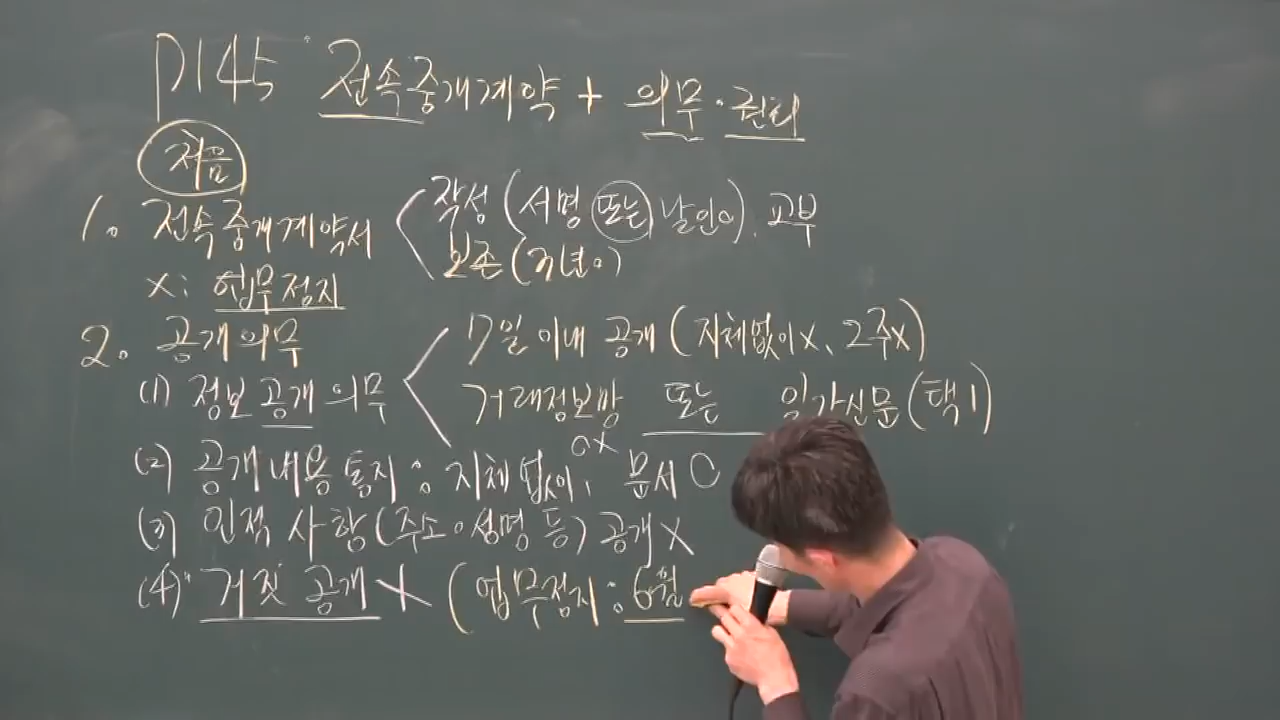 P145 전속중개계약 + 의무·권리
처음
1. 전속중개계약서 < 작성 (서명 또는 날인O). 교부
보존 (3년O)
X: 업무정지
2. 공개의무 < 7일 이내 공개 (지체없이X, 2주X)
(1) 정보공개의무 거래정보망 또는 일간신문 (택1)
(2) 공개내용통지 : 지체없이, 문서O
(3) 인적사항 (주소·성명 등) 공개 X
(4) 거짓 공개 X (업무정지 : 6월